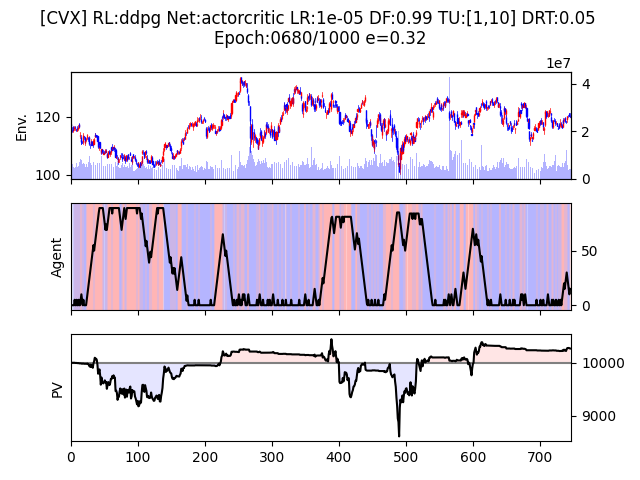 [CVX] RL:ddpg Net:actorcritic LR:1e-05 DF:0.99 TU:[1,10] DRT:0.05
Epoch:0680/1000 e=0.32
1e7
Env.
120
100
4
2
0
Agent
50
0
PV
10000
9000
0 100 200 300 400 500 600 700